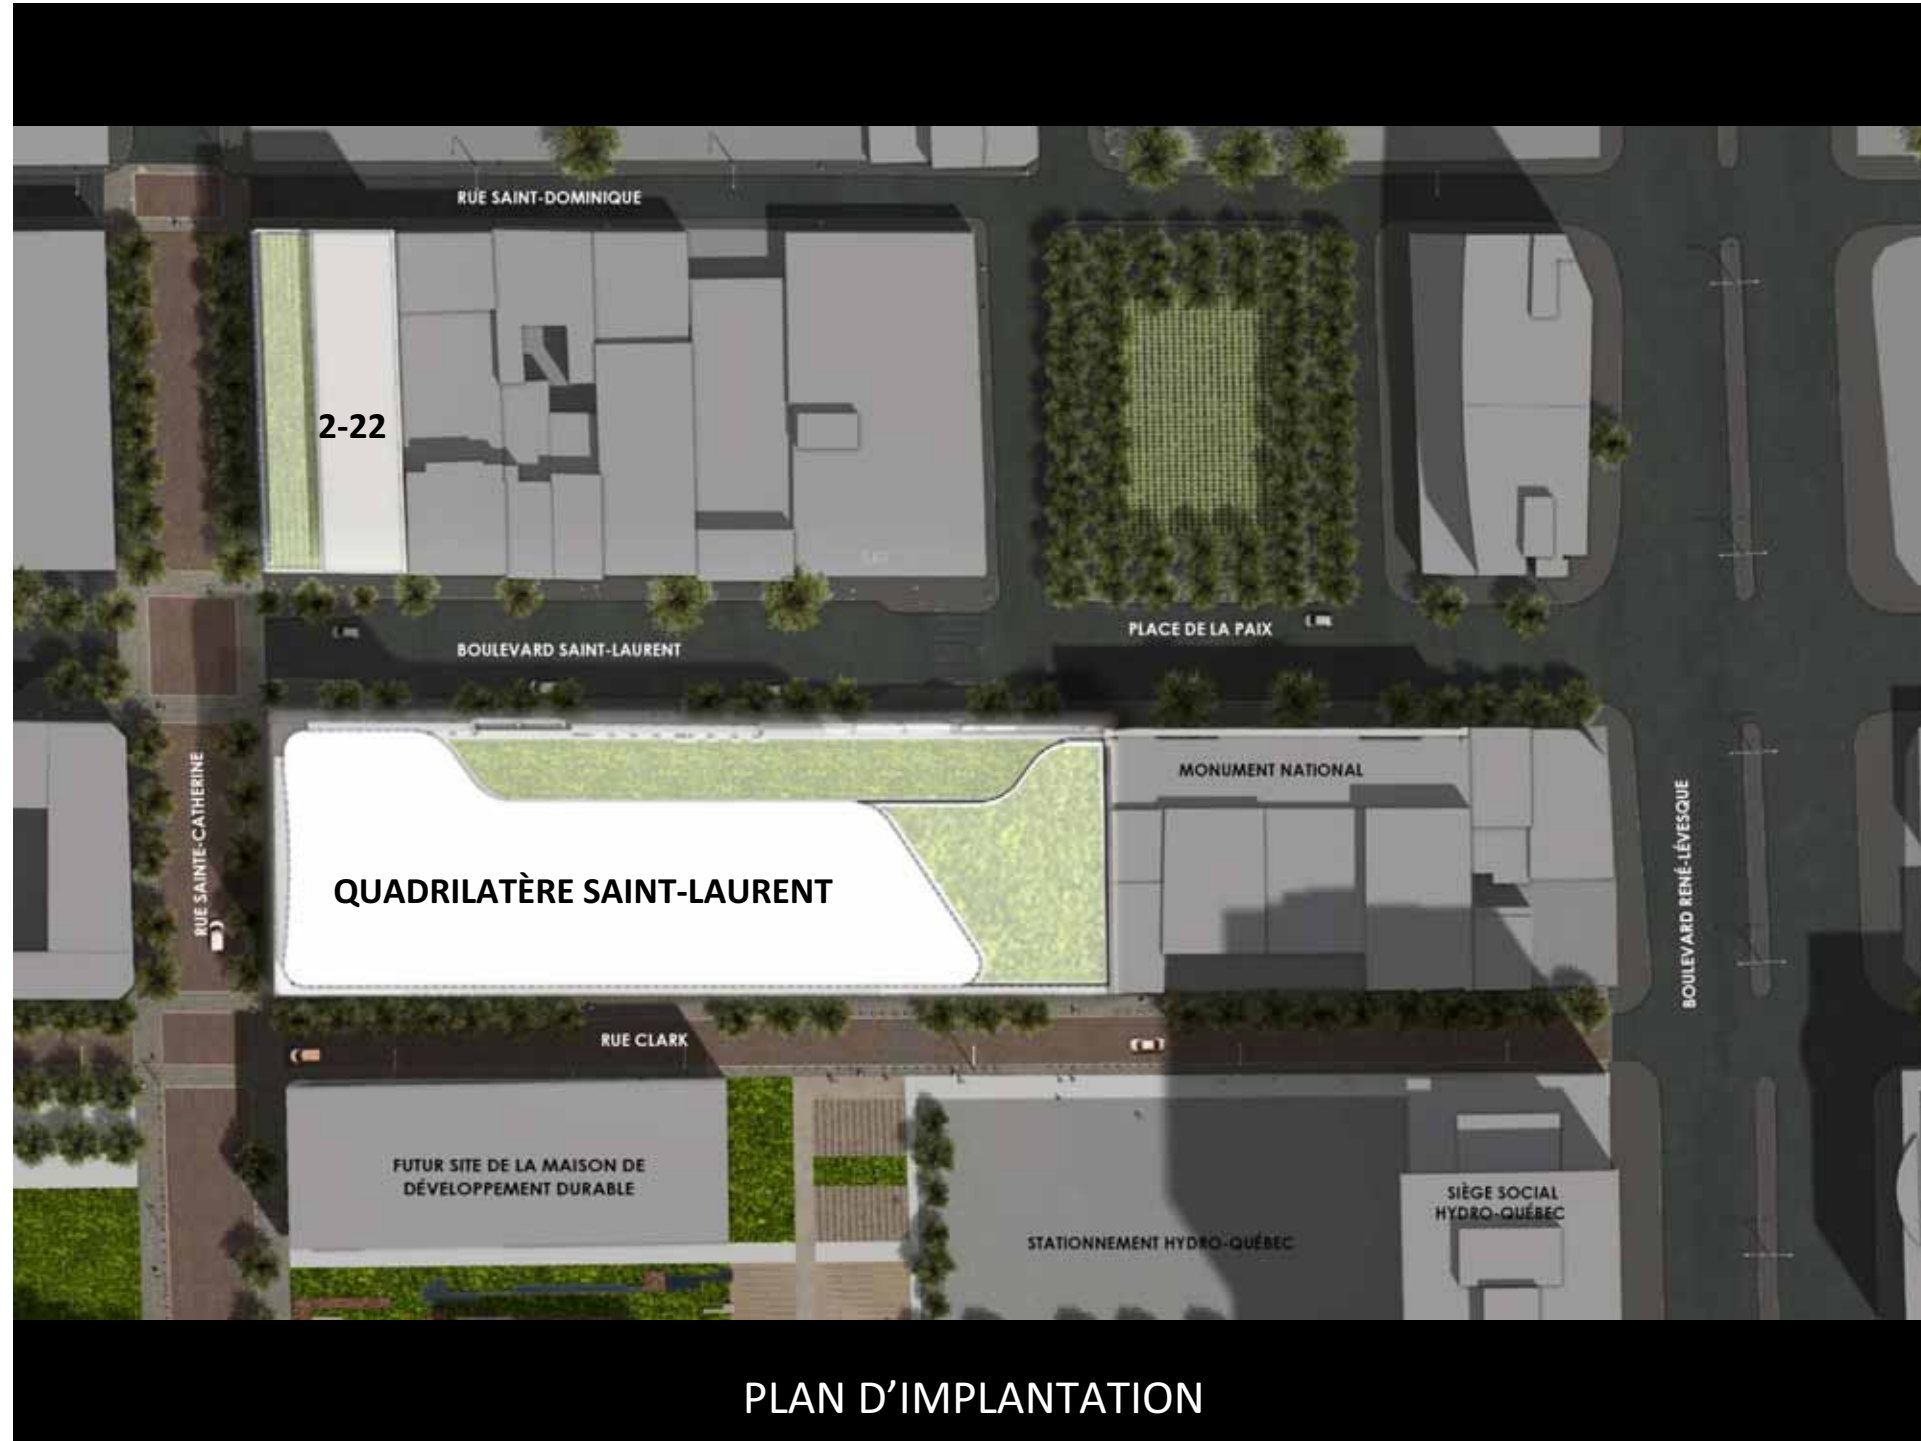 RUE SAINT-DOMINIQUE
2-22
PLACE DE LA PAIX
BOULEVARD SAINT-LAURENT
MONUMENT NATIONAL
RUE SAINTE-CATHERINE
BOULEVARD RENÉ-LÉVESQUE
QUADRILATÈRE SAINT-LAURENT
RUE CLARK
FUTUR SITE DE LA MAISON DE
DÉVELOPPEMENT DURABLE
SIÈGE SOCIAL
HYDRO-QUÉBEC
STATIONNEMENT HYDRO-QUÉBEC
PLAN D’IMPLANTATION